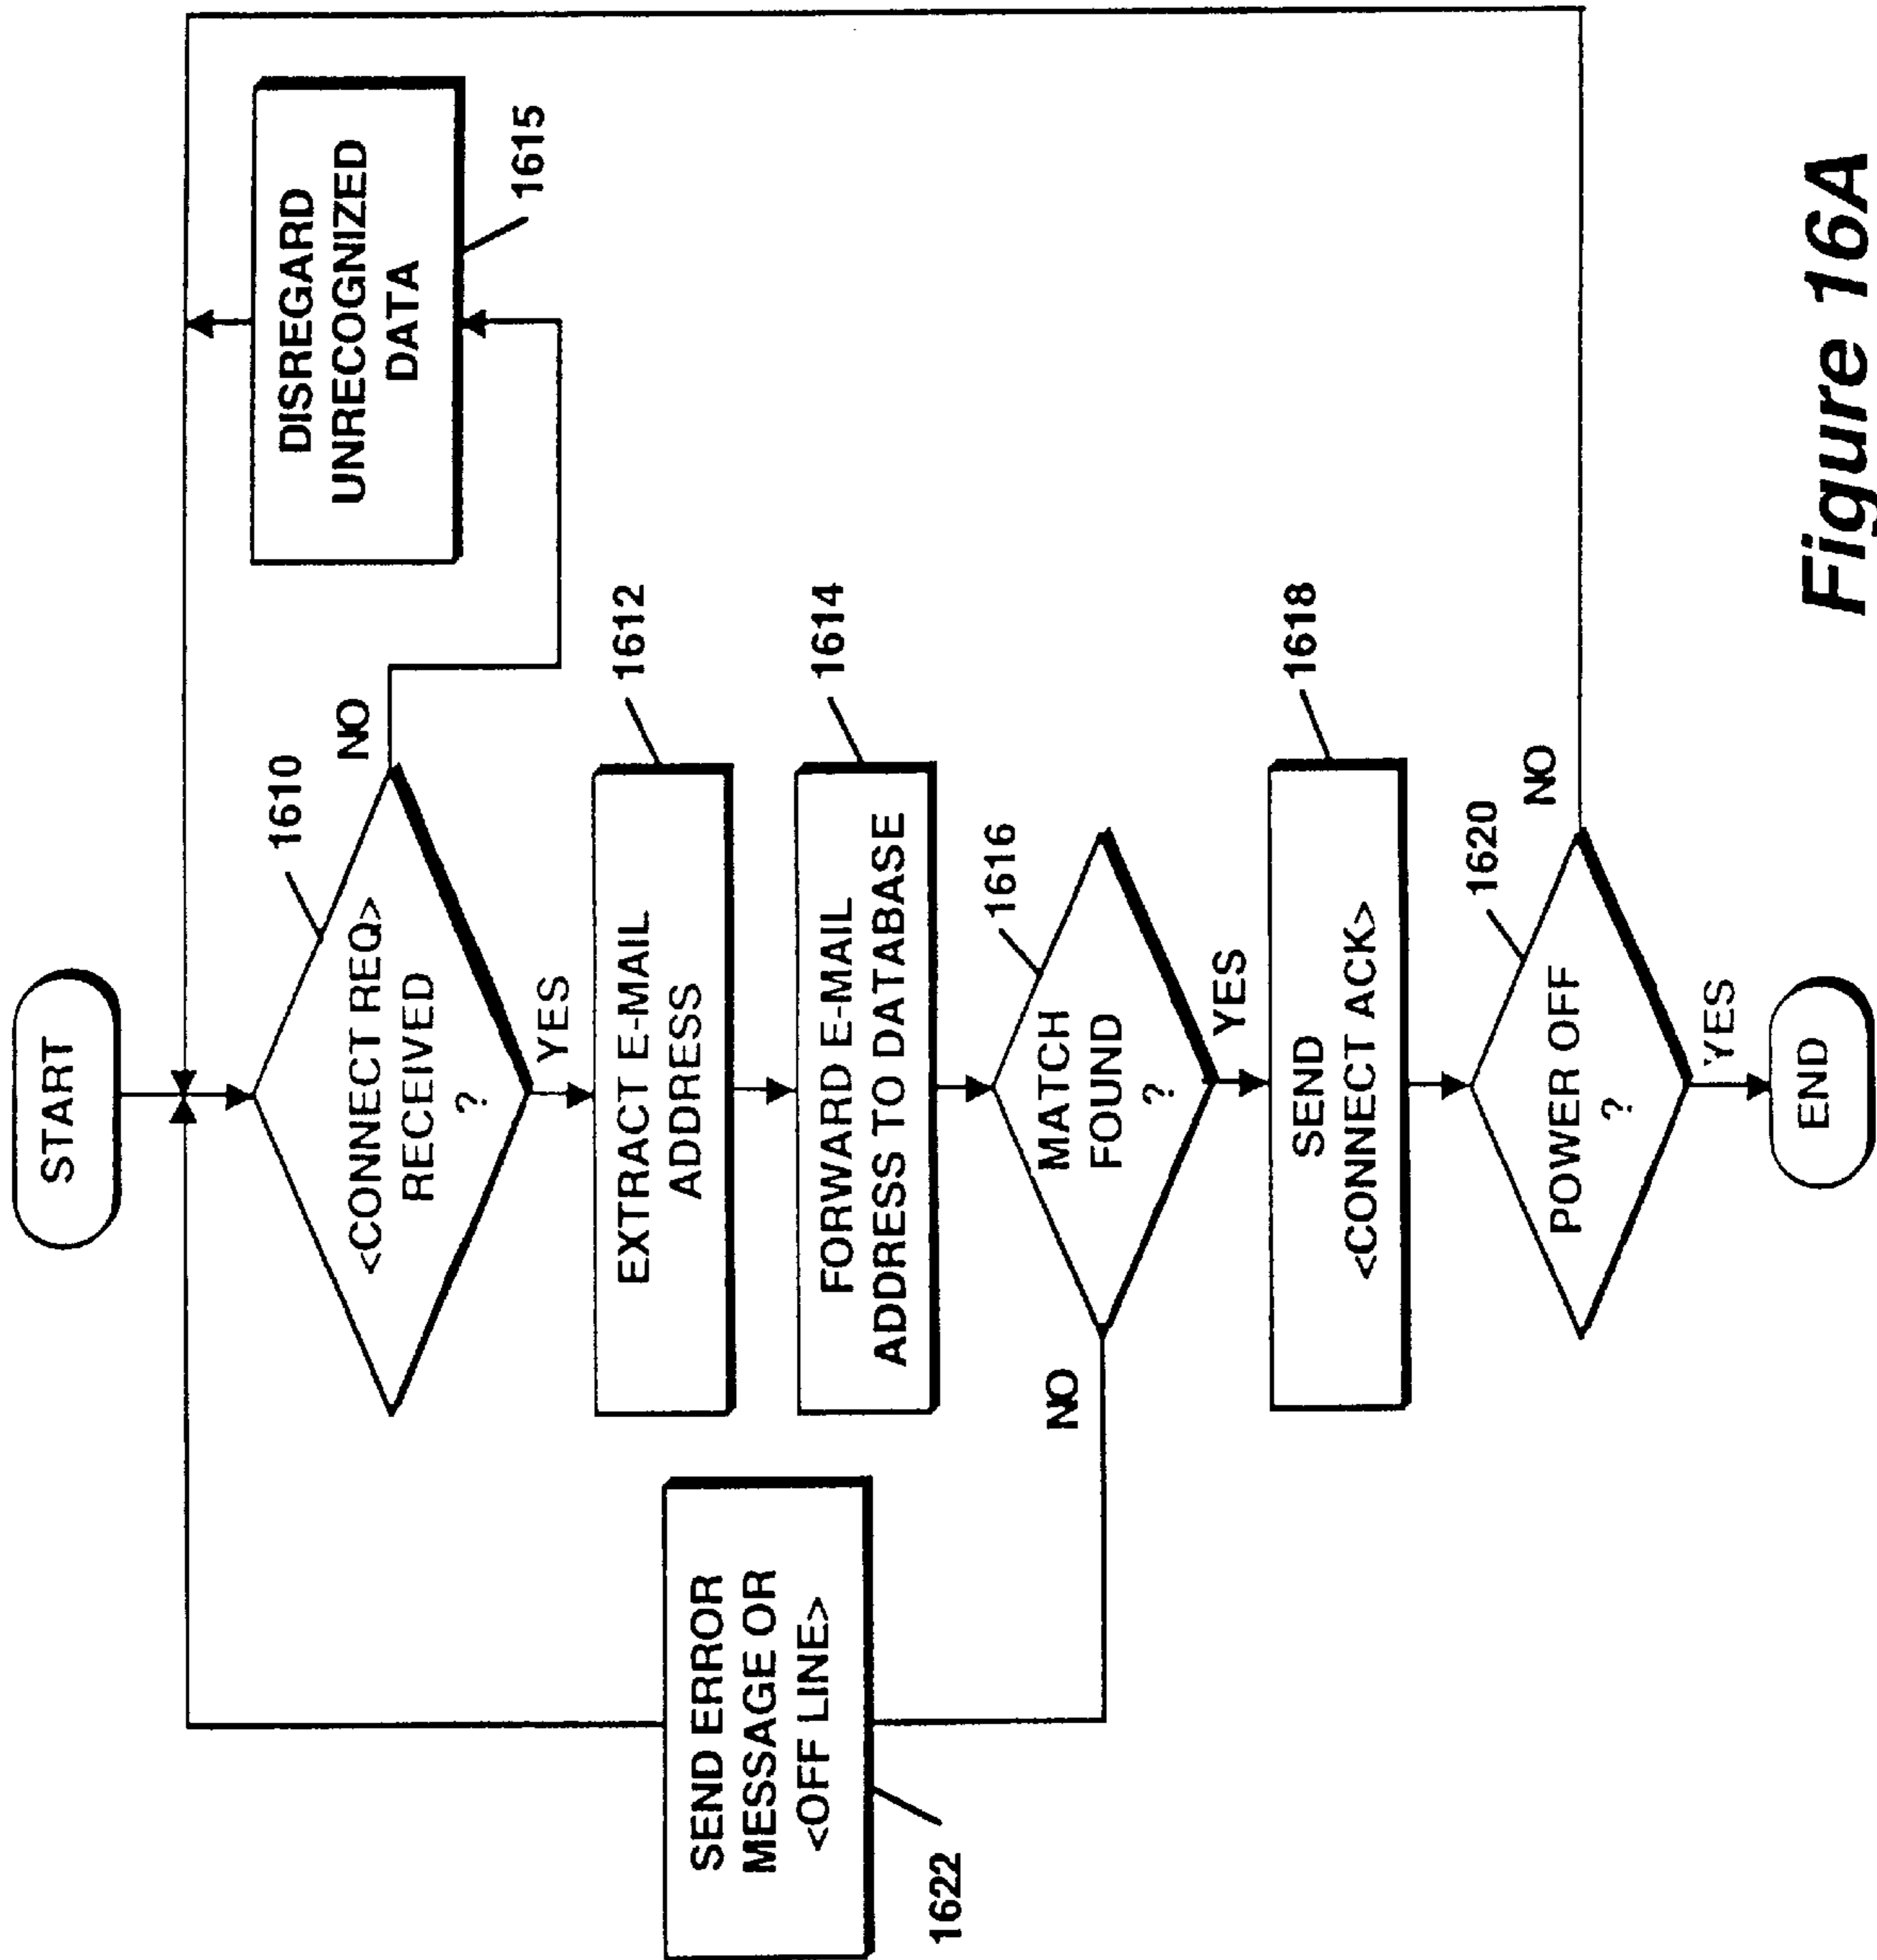 START
1610
<CONNECT REQ>
RECEIVED
?
NO
YES
DISREGARD
UNRECOGNIZED
DATA
1615
EXTRACT E-MAIL
ADDRESS
1612
FORWARD E-MAIL
ADDRESS TO DATABASE
1614
SEND ERROR
MESSAGE OR
<OFF LINE>
1622
MATCH
FOUND
?
1616
NO
YES
SEND
<CONNECT ACK>
1618
POWER OFF
?
1620
NO
YES
END
Figure 16A